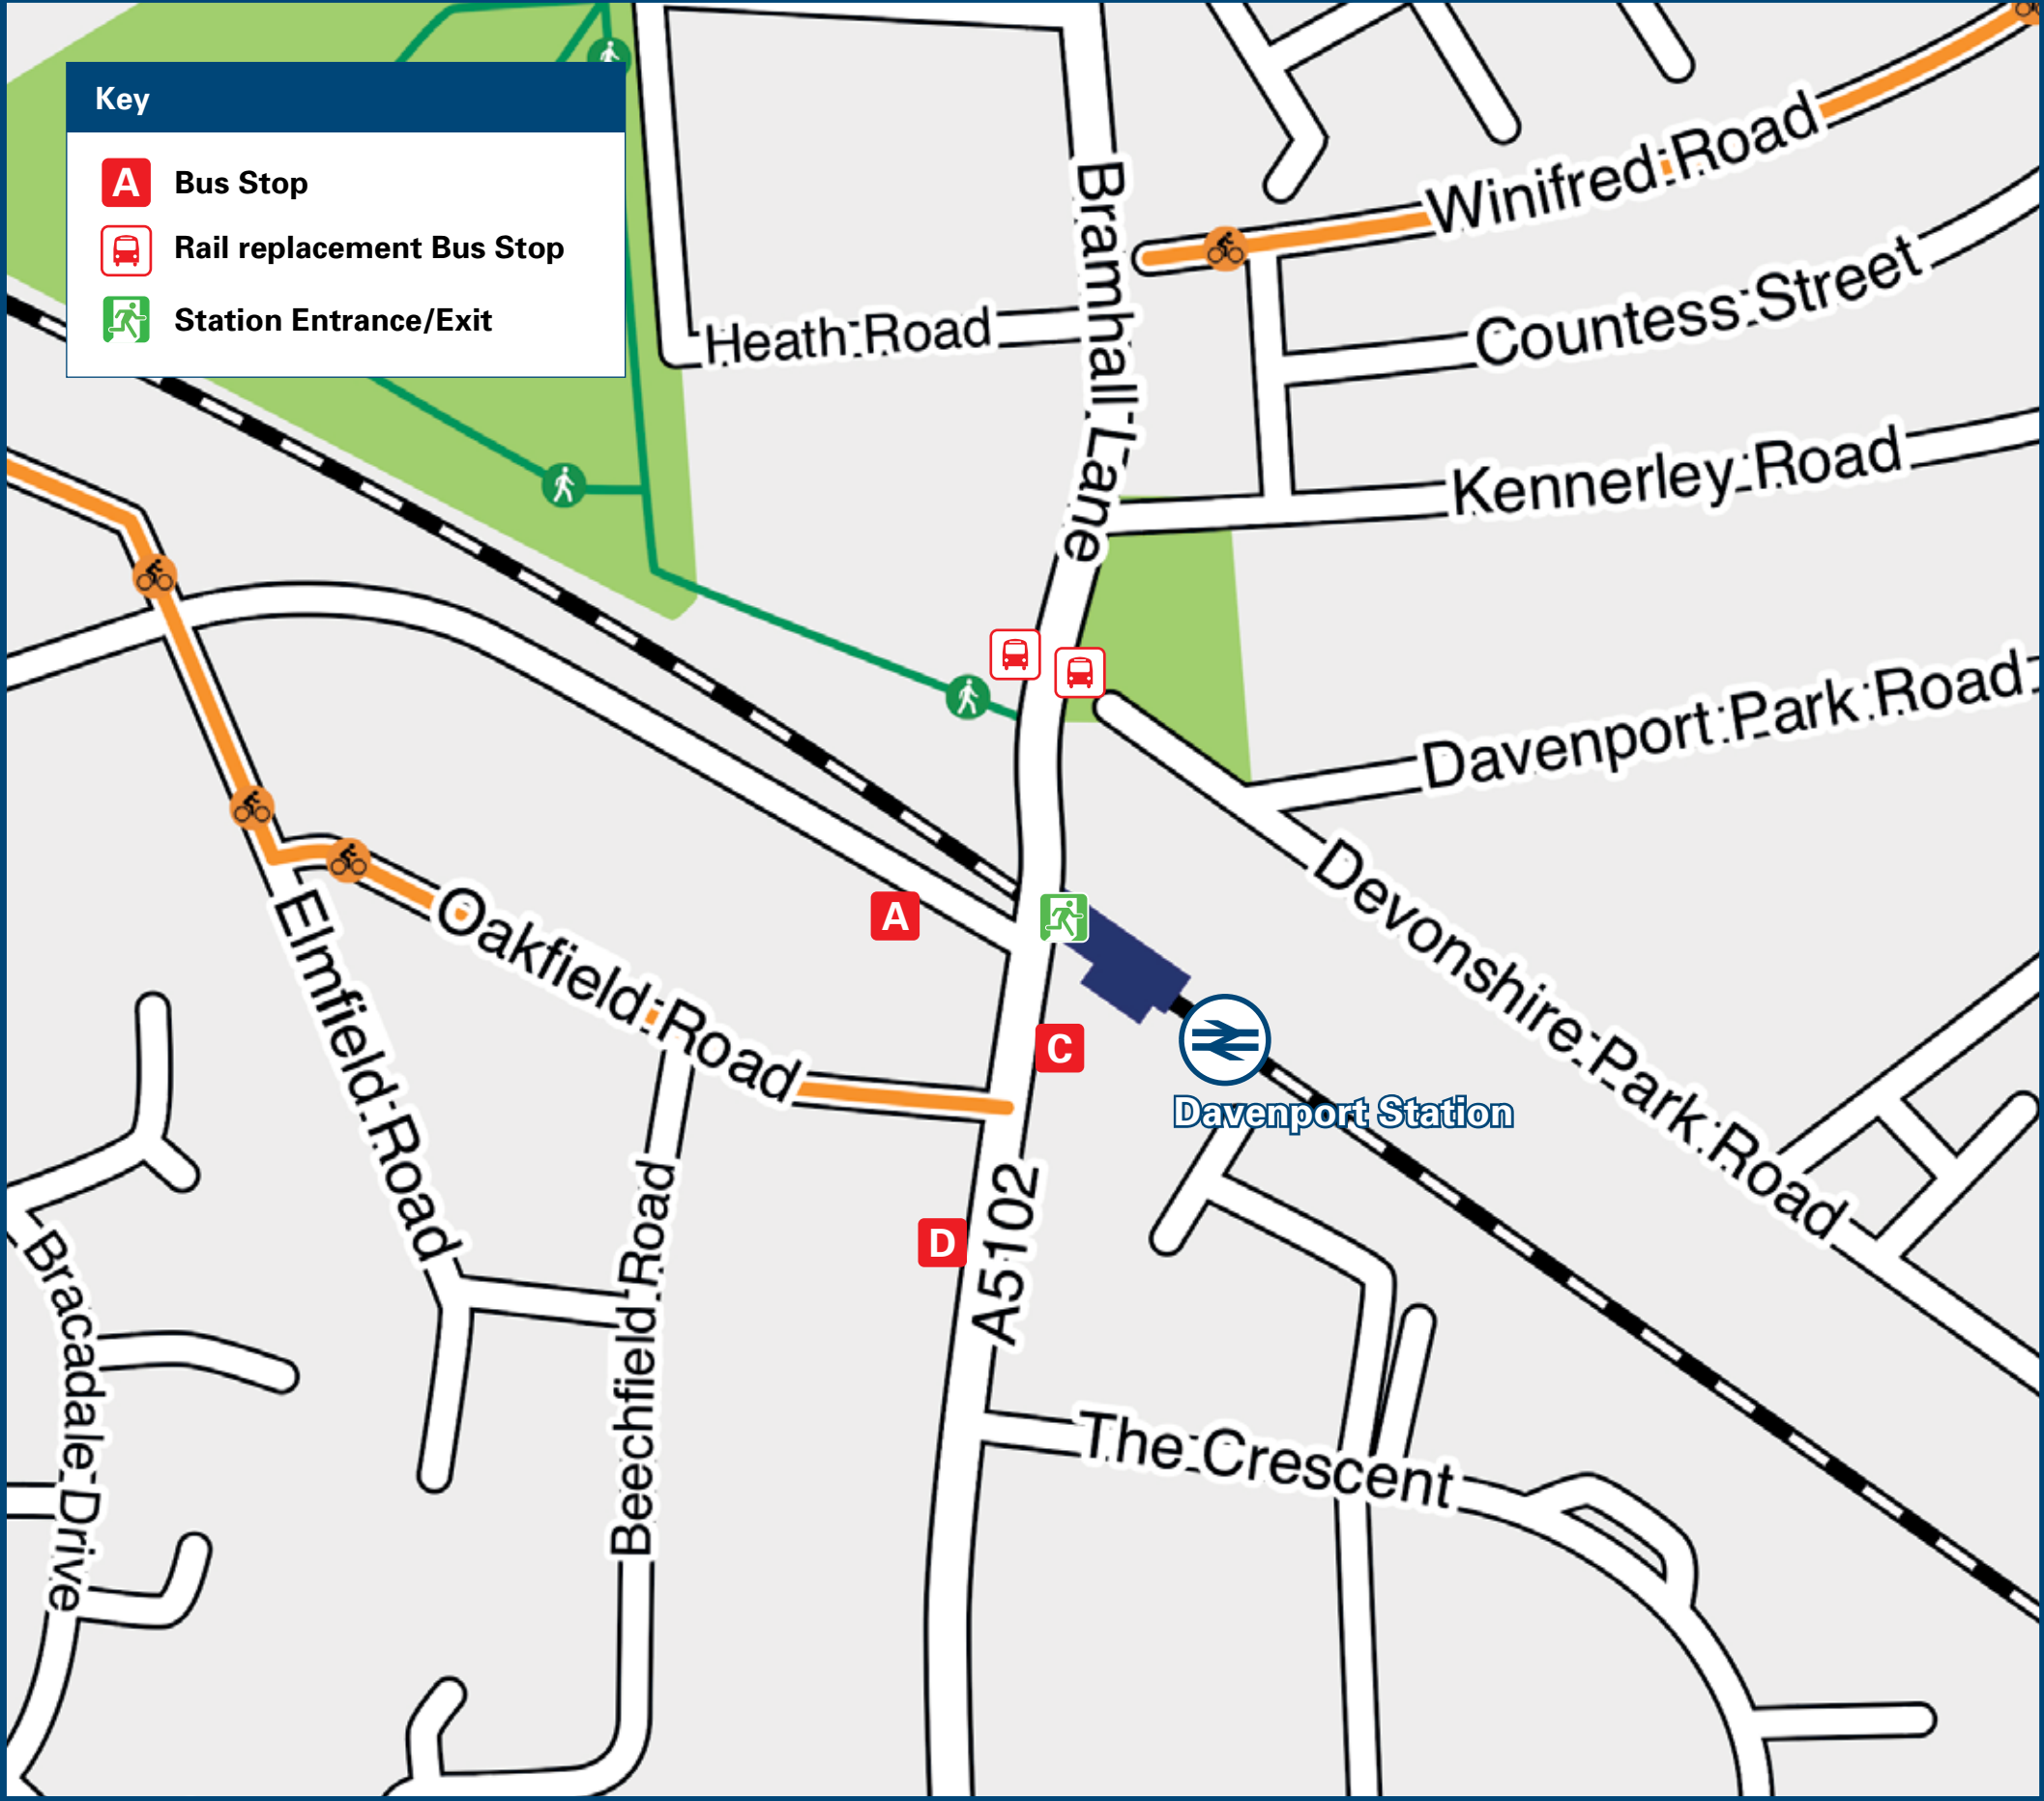 Key
A Bus Stop
Rail replacement Bus Stop
Station Entrance/Exit
Bramhall Lane
Winifred Road
Heath Road
Countess Street
Kennerley Road
Davenport Park Road
Devonshire Park Road
A
Oakfield Road
Elmfield Road
C
Davenport Station
D
A5102
Beechfield Road
Bracadale Drive
The Crescent